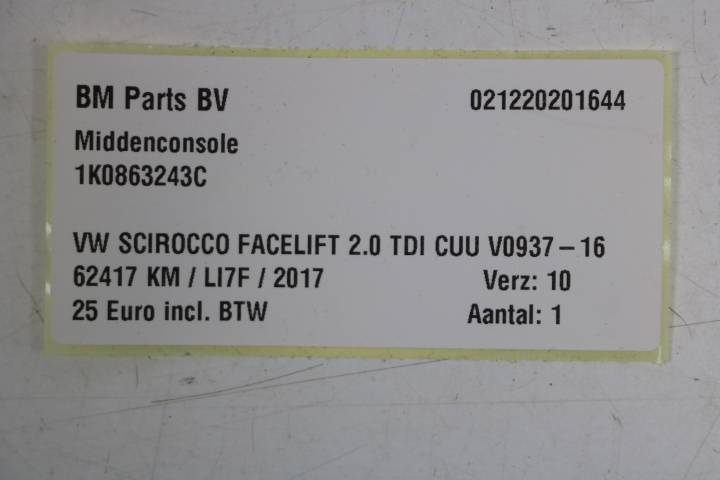 BM Parts BV 021220201644
Middenconsole
1K0863243C
VW SCIROCCO FACELIFT 2.0 TDI CUU V0937-16
62417 KM / LI7F / 2017 Verz: 10
25 Euro incl. BTW Aantal: 1